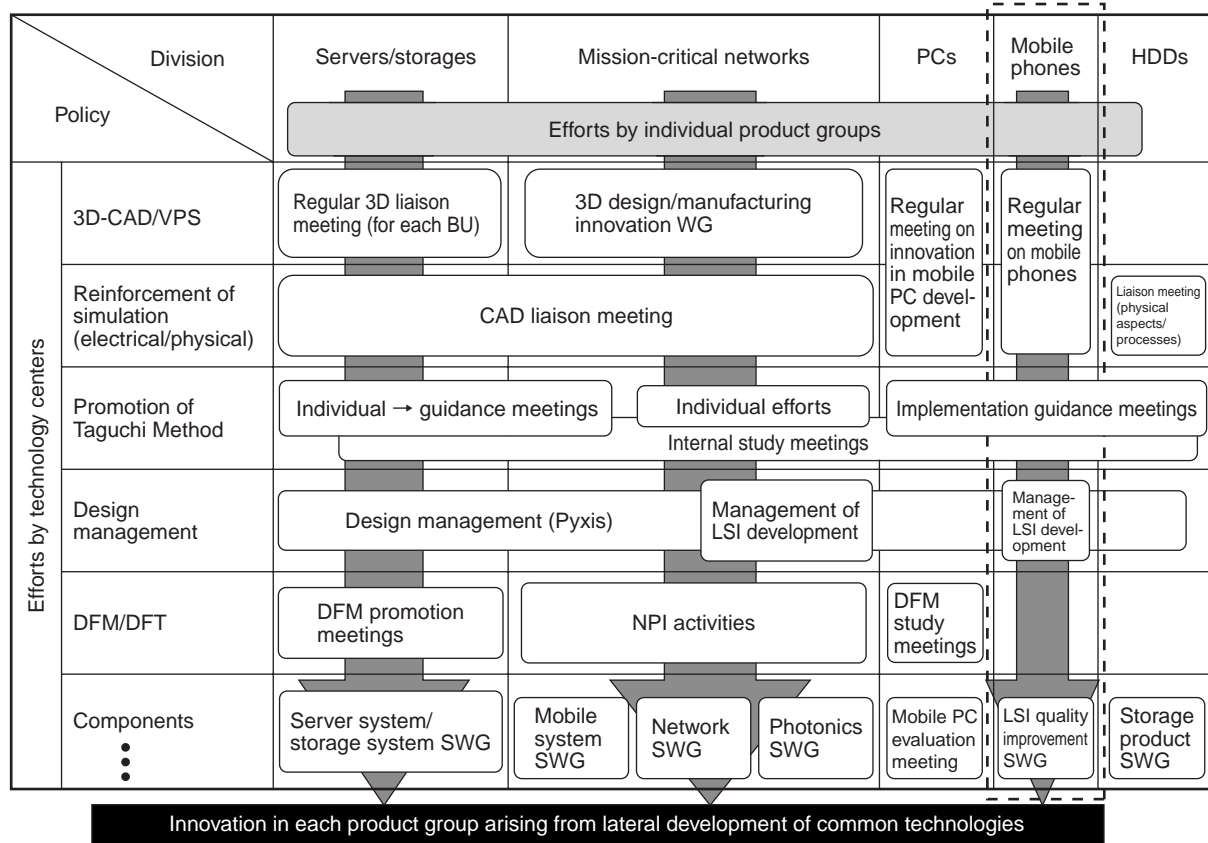 Division
Policy
Servers/storages
Mission-critical networks
PCs
Mobile
phones
HDDs
Efforts by individual product groups
Efforts by technology centers
3D-CAD/VPS
Regular 3D liaison
meeting (for each BU)
3D design/manufacturing
innovation WG
Regular
meeting on
innovation
in mobile
PC devel-
opment
Regular
meeting
on mobile
phones
Reinforcement of
simulation
(electrical/physical)
CAD liaison meeting
Liaison meeting
(physical
aspects/
processes)
Promotion of
Taguchi Method
Individual → guidance meetings
Individual efforts
Implementation guidance meetings
Internal study meetings
Design
management
Design management (Pyxis)
Management of
LSI development
Manage-
ment of
LSI devel-
opment
DFM/DFT
DFM promotion
meetings
NPI activities
DFM
study
meetings
Components
Server system/
storage system SWG
Mobile
system
SWG
Network
SWG
Photonics
SWG
Mobile PC
evaluation
meeting
LSI quality
improvement
SWG
Storage
product
SWG
Innovation in each product group arising from lateral development of common technologies